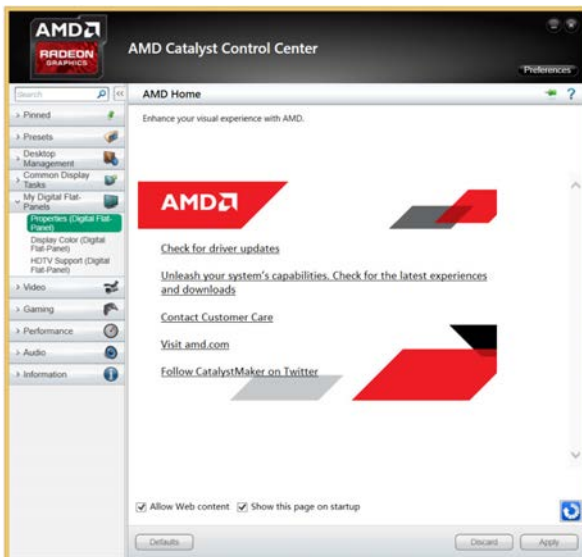 AMD
RADEON
GRAPHICS
AMD Catalyst Control Center
Preferences
Search
AMD Home
Pinned
Enhance your visual experience with AMD.
Presets
Desktop
Management
Common Display
Tasks
My Digital Flat-
Panels
Properties (Digital Flat-
Panel)
Display Color (Digital
Flat-Panel)
HDTV Support (Digital
Flat-Panel)
Video
Gaming
Performance
Audio
Information
AMD
Check for driver updates
Unleash your system's capabilities. Check for the latest experiences
and downloads
Contact Customer Care
Visit amd.com
Follow CatalystMaker on Twitter
Allow Web content
Show this page on startup
Defaults
Discard
Apply